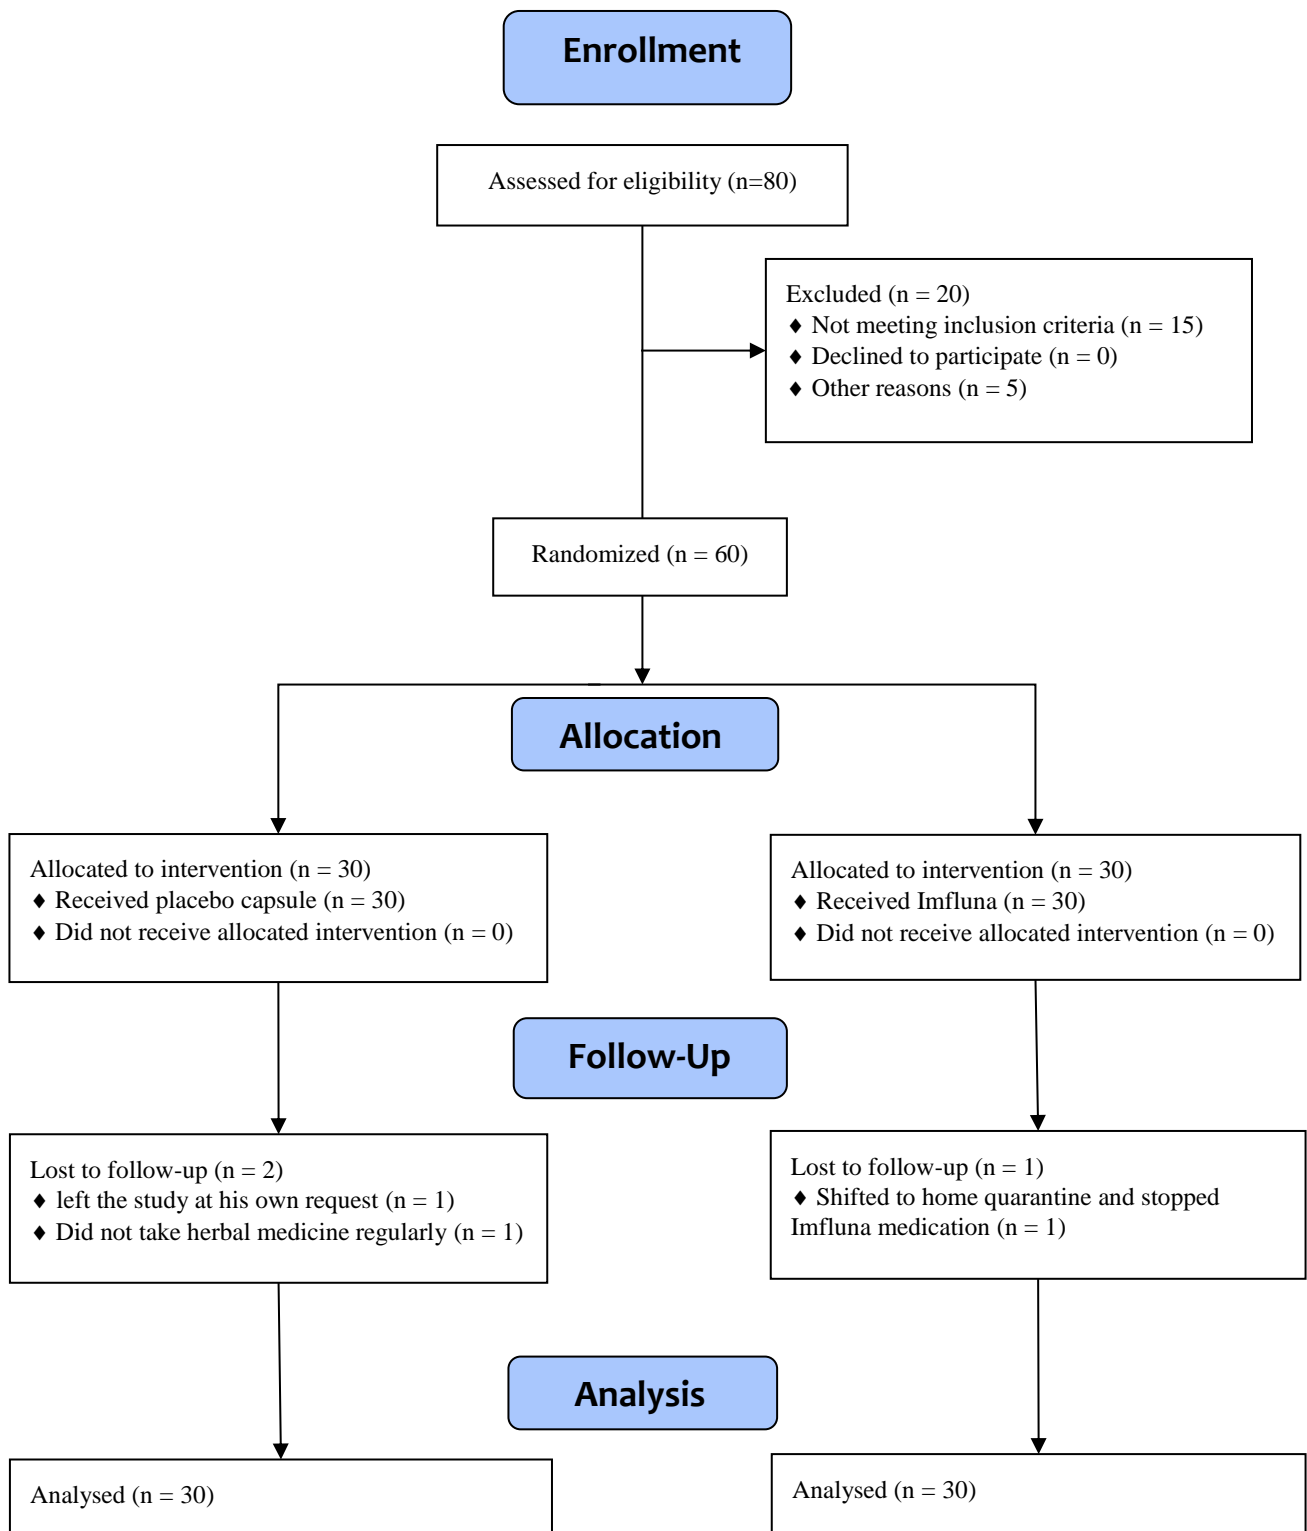 Enrollment
Assessed for eligibility (n=80)
Excluded (n = 20)
♦ Not meeting inclusion criteria (n = 15)
♦ Declined to participate (n = 0)
♦ Other reasons (n = 5)
Randomized (n = 60)
Allocation
Allocated to intervention (n = 30)
♦ Received placebo capsule (n = 30)
♦ Did not receive allocated intervention (n = 0)
Allocated to intervention (n = 30)
♦ Received Imfluna (n = 30)
♦ Did not receive allocated intervention (n = 0)
Follow-Up
Lost to follow-up (n = 2)
♦ left the study at his own request (n = 1)
♦ Did not take herbal medicine regularly (n = 1)
Lost to follow-up (n = 1)
♦ Shifted to home quarantine and stopped
Imfluna medication (n = 1)
Analysis
Analysed (n = 30)
Analysed (n = 30)